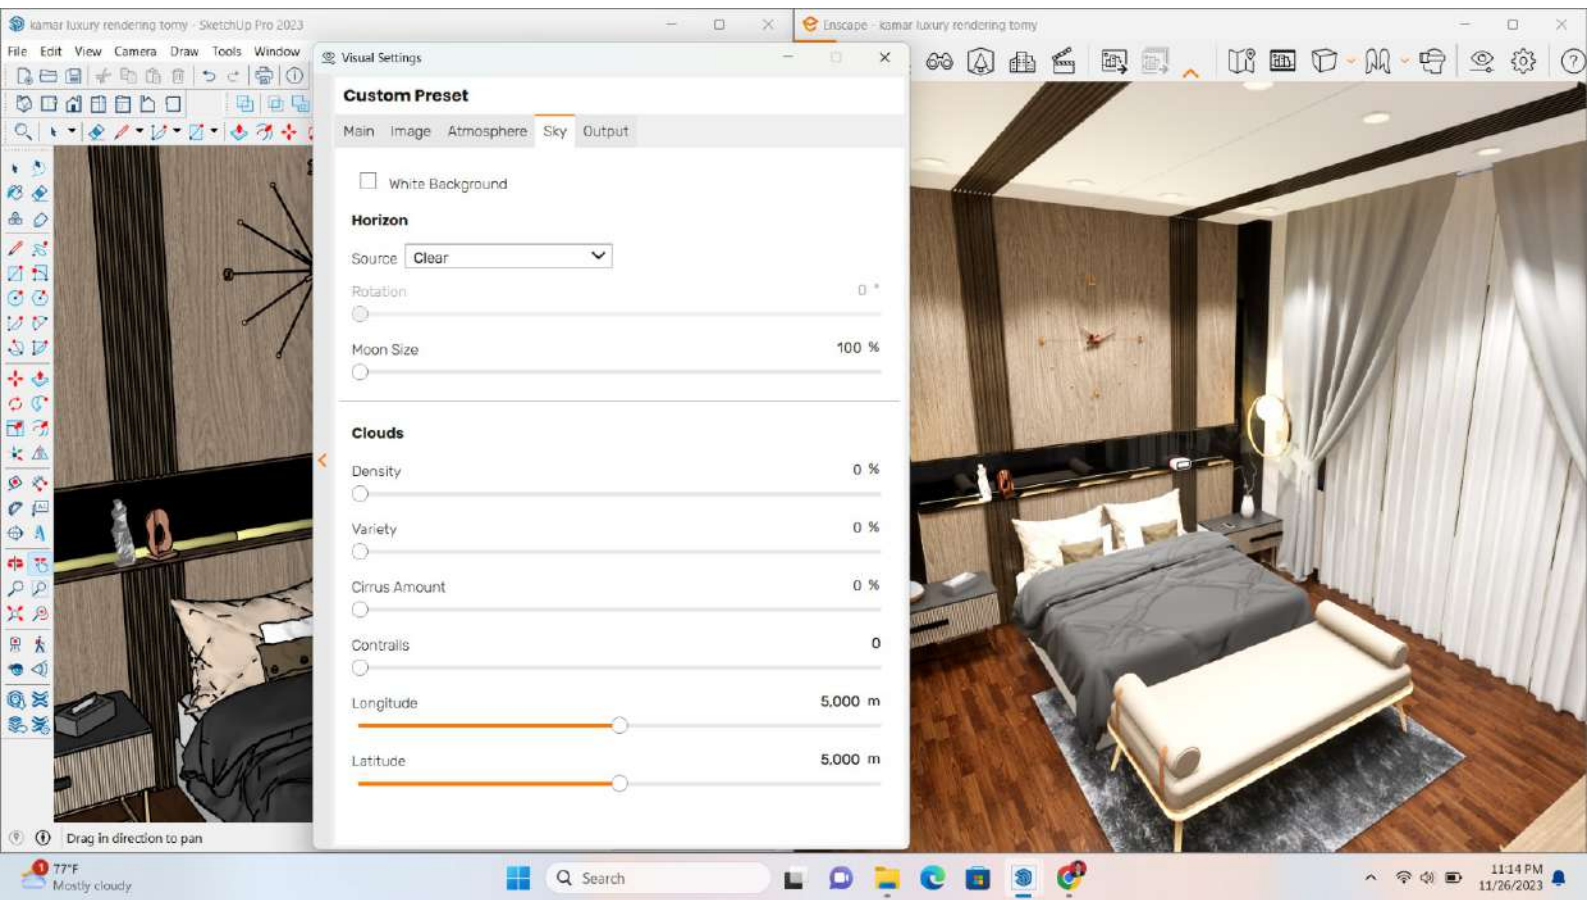 kamar luxury rendering tomy - SketchUp Pro 2023
Enscape - kamar luxury rendering tomy
File Edit View Camera Draw Tools Window
Visual Settings
Custom Preset
Main Image Atmosphere Sky Output
White Background
Horizon
Source Clear
Rotation 0 °
Moon Size 100 %
Clouds
Density 0 %
Variety 0 %
Cirrus Amount 0 %
Contrails 0
Longitude 5,000 m
Latitude 5,000 m
Drag in direction to pan
1
77°F
Mostly cloudy
Search
11:14 PM
11/26/2023